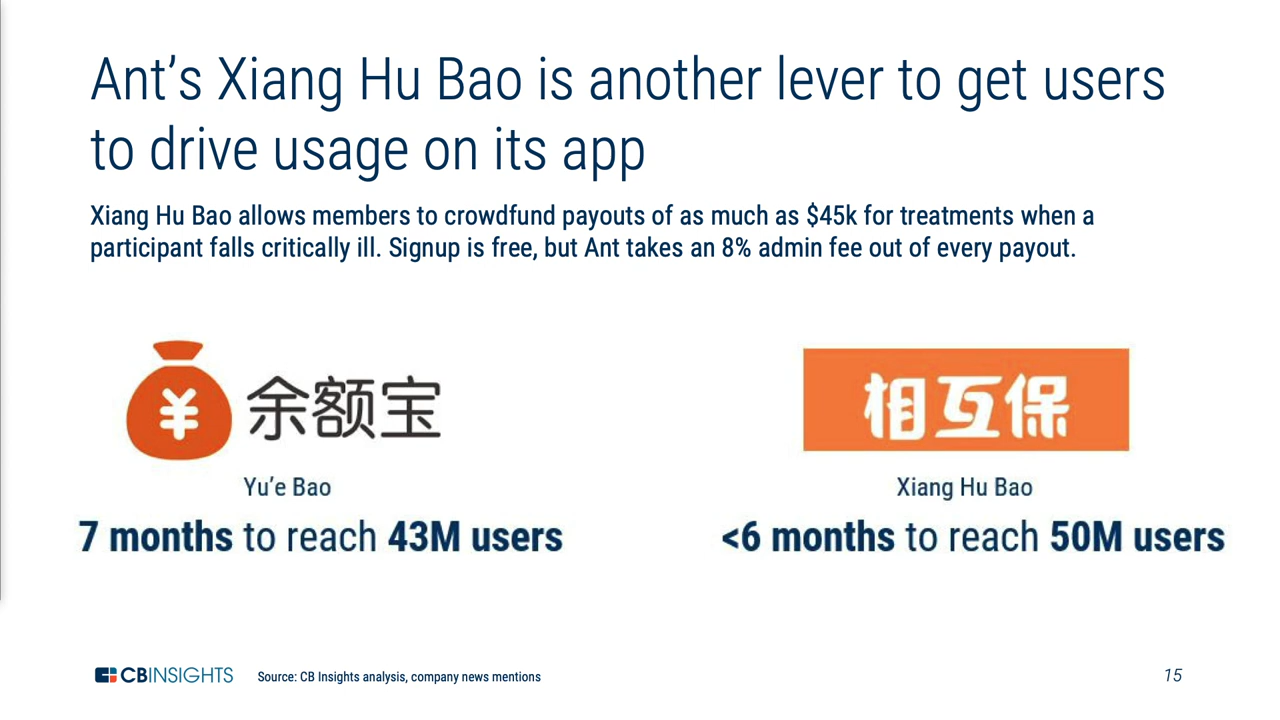 Ant’s Xiang Hu Bao is another lever to get users
to drive usage on its app
Xiang Hu Bao allows members to crowdfund payouts of as much as $45k for treatments when a
participant falls critically ill. Signup is free, but Ant takes an 8% admin fee out of every payout.
¥ 余额宝
Yu’e Bao
7 months to reach 43M users
相互保
Xiang Hu Bao
<6 months to reach 50M users
CBINSIGHTS
Source: CB Insights analysis, company news mentions
15